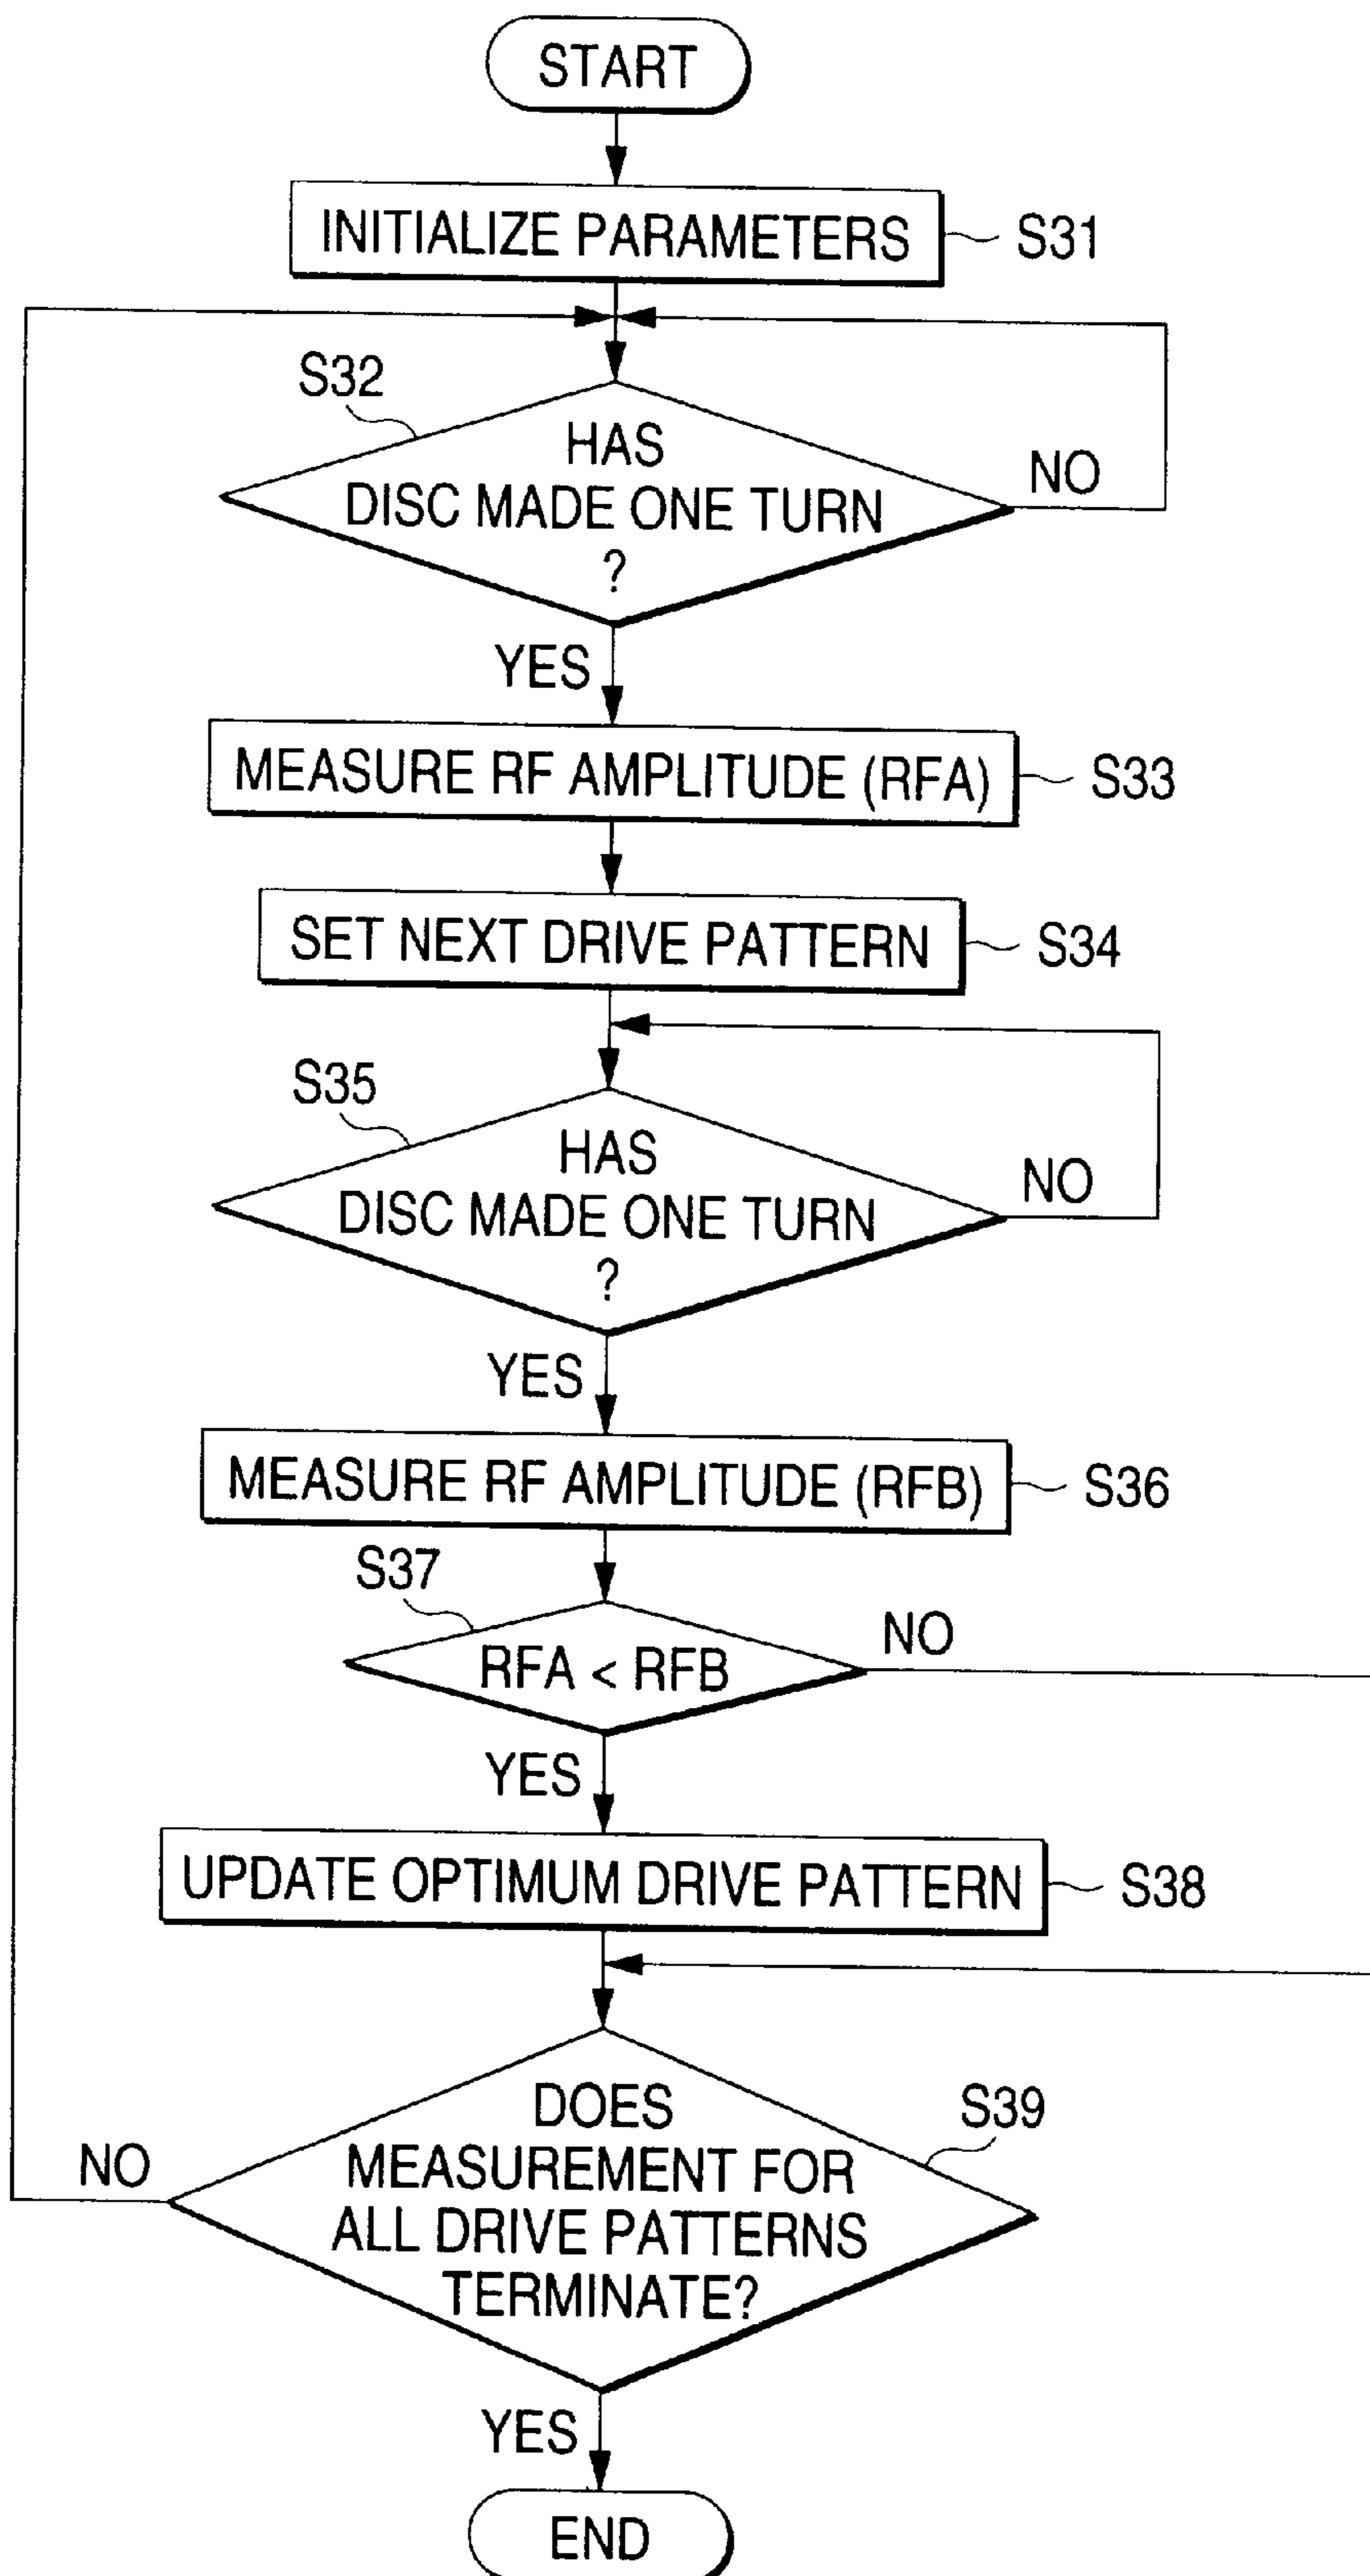 START
INITIALIZE PARAMETERS
S31
S32
HAS
DISC MADE ONE TURN
?
NO
YES
MEASURE RF AMPLITUDE (RFA)
S33
SET NEXT DRIVE PATTERN
S34
S35
HAS
DISC MADE ONE TURN
?
NO
YES
MEASURE RF AMPLITUDE (RFB)
S36
S37
RFA < RFB
NO
YES
UPDATE OPTIMUM DRIVE PATTERN
S38
S39
DOES
MEASUREMENT FOR
ALL DRIVE PATTERNS
TERMINATE?
NO
YES
END